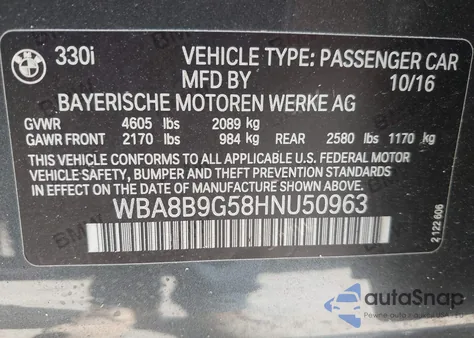 330i VEHICLE TYPE: PASSENGER CAR
MFD BY 10/16
BAYERISCHE MOTOREN WERKE AG
GVWR 4605 lbs 2089 kg
GAWR FRONT 2170 lbs 984 kg REAR 2580 lbs 1170 kg
THIS VEHICLE CONFORMS TO ALL APPLICABLE U.S. FEDERAL MOTOR
VEHICLE SAFETY, BUMPER AND THEFT PREVENTION STANDARDS IN
EFFECT ON THE DATE OF MANUFACTURE SHOWN ABOVE.
WBA8B9G58HNU50963
2 122 606
autoSnap